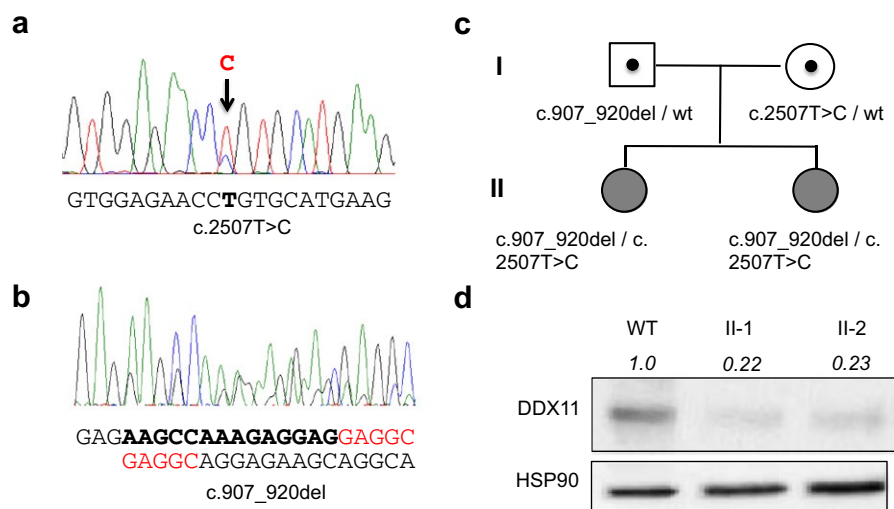 a
C
GTGGAGAACCTGTGCATGAAG
c.2507T>C
b
GAGAAGCCAAAGAGGAGGAGGC
GAGGCAGGAGAAGCAGGCA
c.907_920del
c
I
c.907_920del / wt
c.2507T>C / wt
II
c.907_920del / c.
2507T>C
c.907_920del / c.
2507T>C
d
WT II-1 II-2
1.0 0.22 0.23
DDX11
HSP90